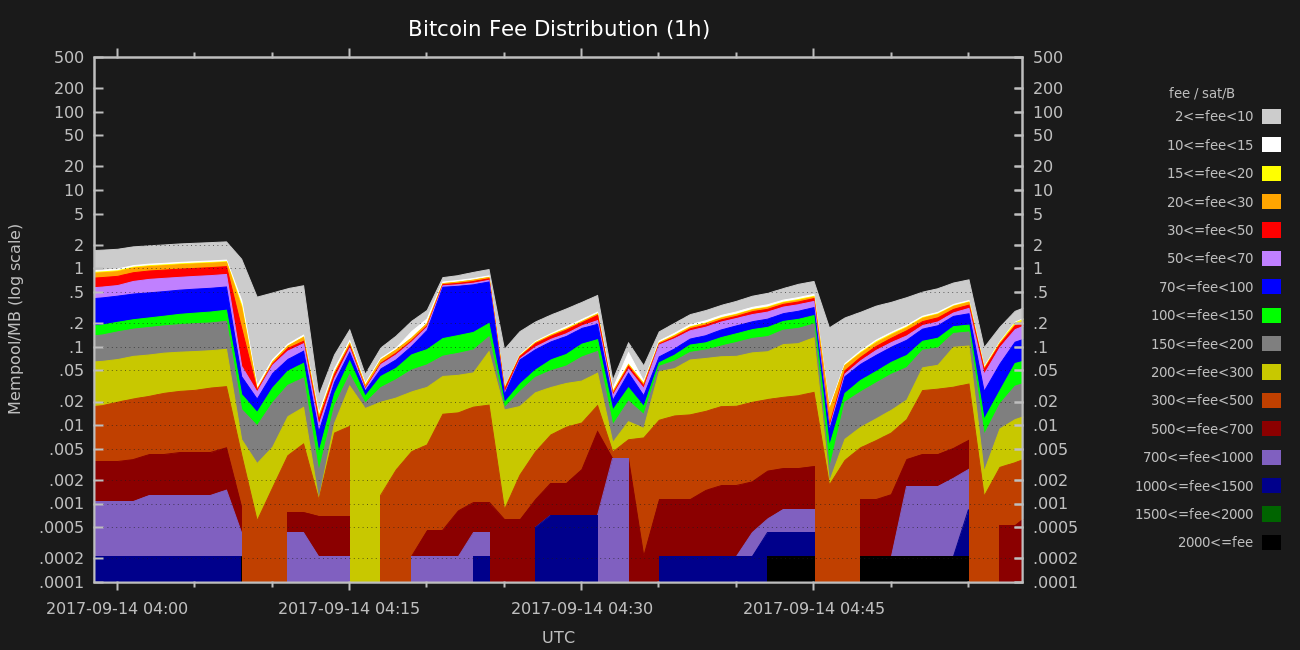 Bitcoin Fee Distribution (1h)
500
200
100
50
20
10
5
2
1
.5
.2
.1
.05
.02
.01
.005
.002
.001
.0005
.0002
.0001
Mempool/MB (log scale)
500
200
100
50
20
10
5
2
1
.5
.2
.1
.05
.02
.01
.005
.002
.001
.0005
.0002
.0001
2017-09-14 04:00 2017-09-14 04:15 2017-09-14 04:30 2017-09-14 04:45
UTC
fee / sat/B
2<=fee<10
10<=fee<15
15<=fee<20
20<=fee<30
30<=fee<50
50<=fee<70
70<=fee<100
100<=fee<150
150<=fee<200
200<=fee<300
300<=fee<500
500<=fee<700
700<=fee<1000
1000<=fee<1500
1500<=fee<2000
2000<=fee